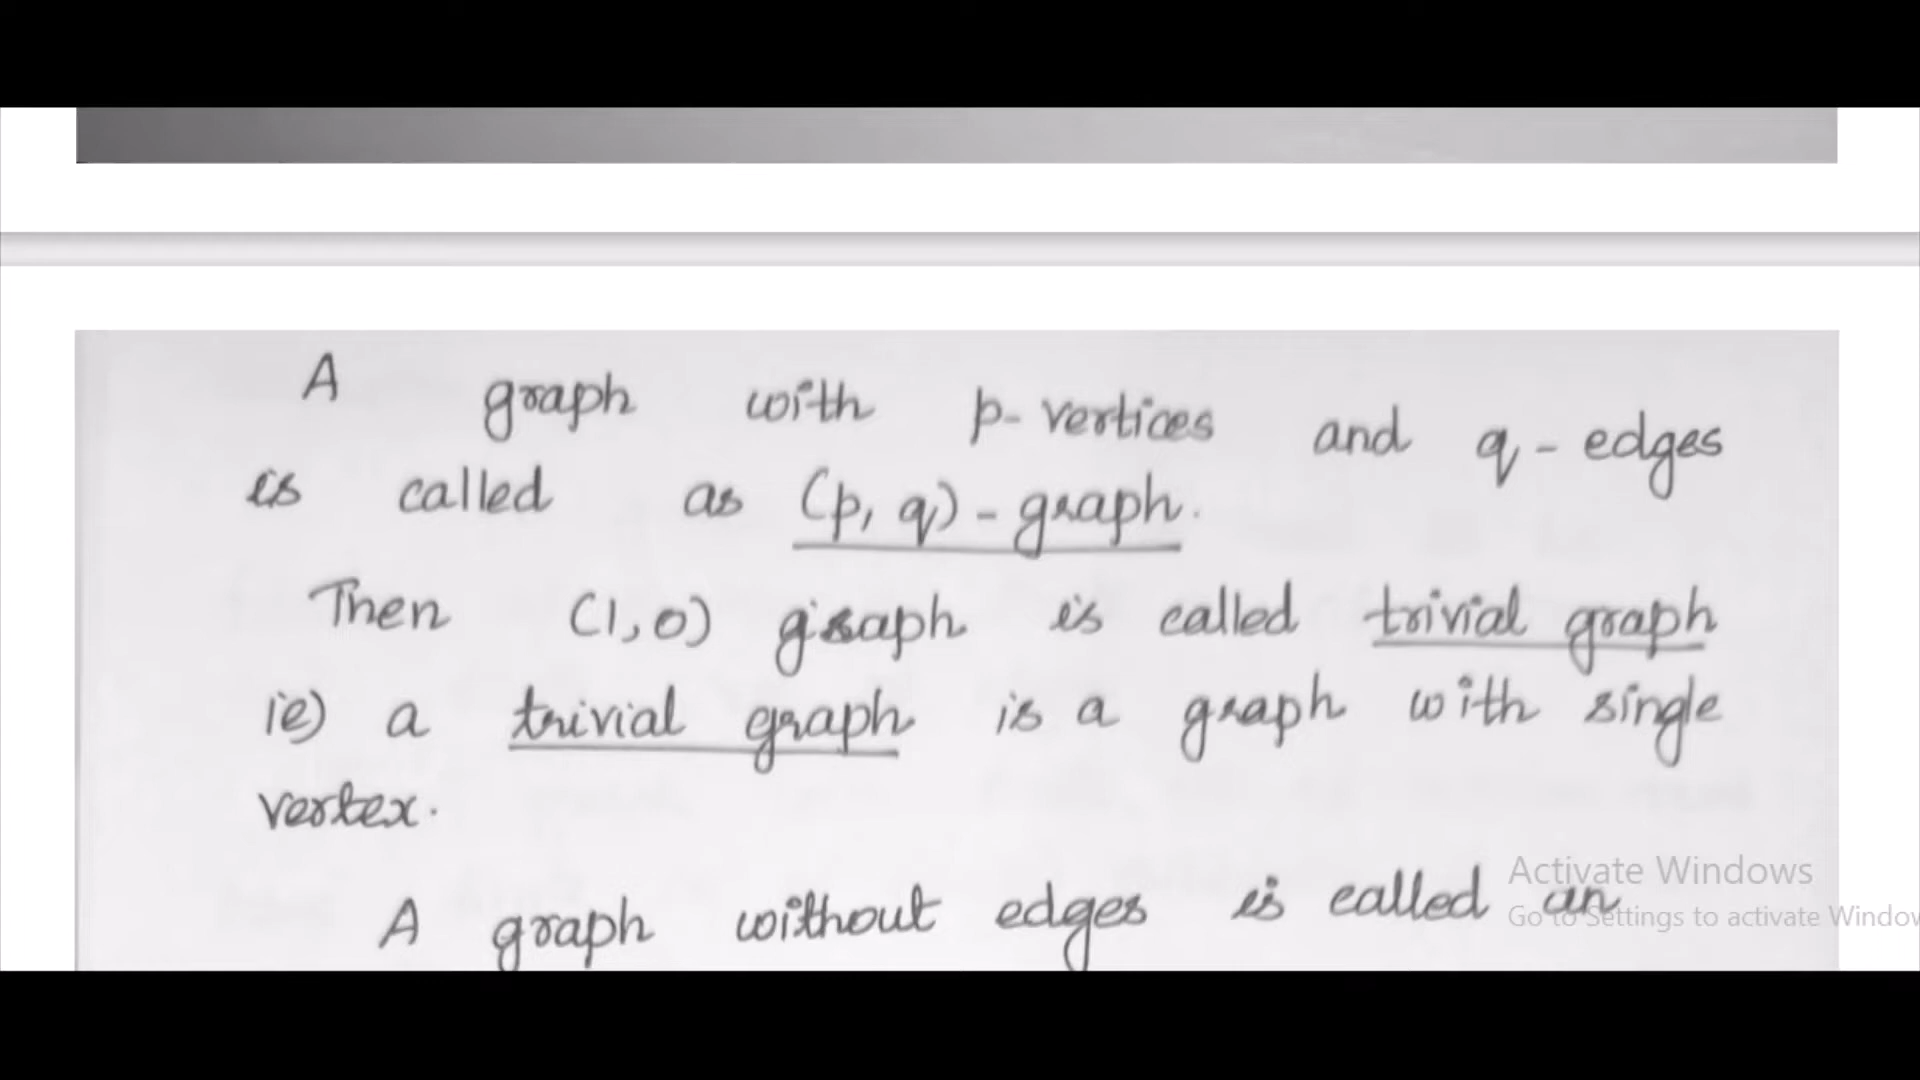 A graph with p-vertices and q-edges
is called as (p, q)-graph.
Then (1,0) graph is called trivial graph
ie) a trivial graph is a graph with single
vertex.
A graph without edges is called an
Activate Windows
Go to Settings to activate Window